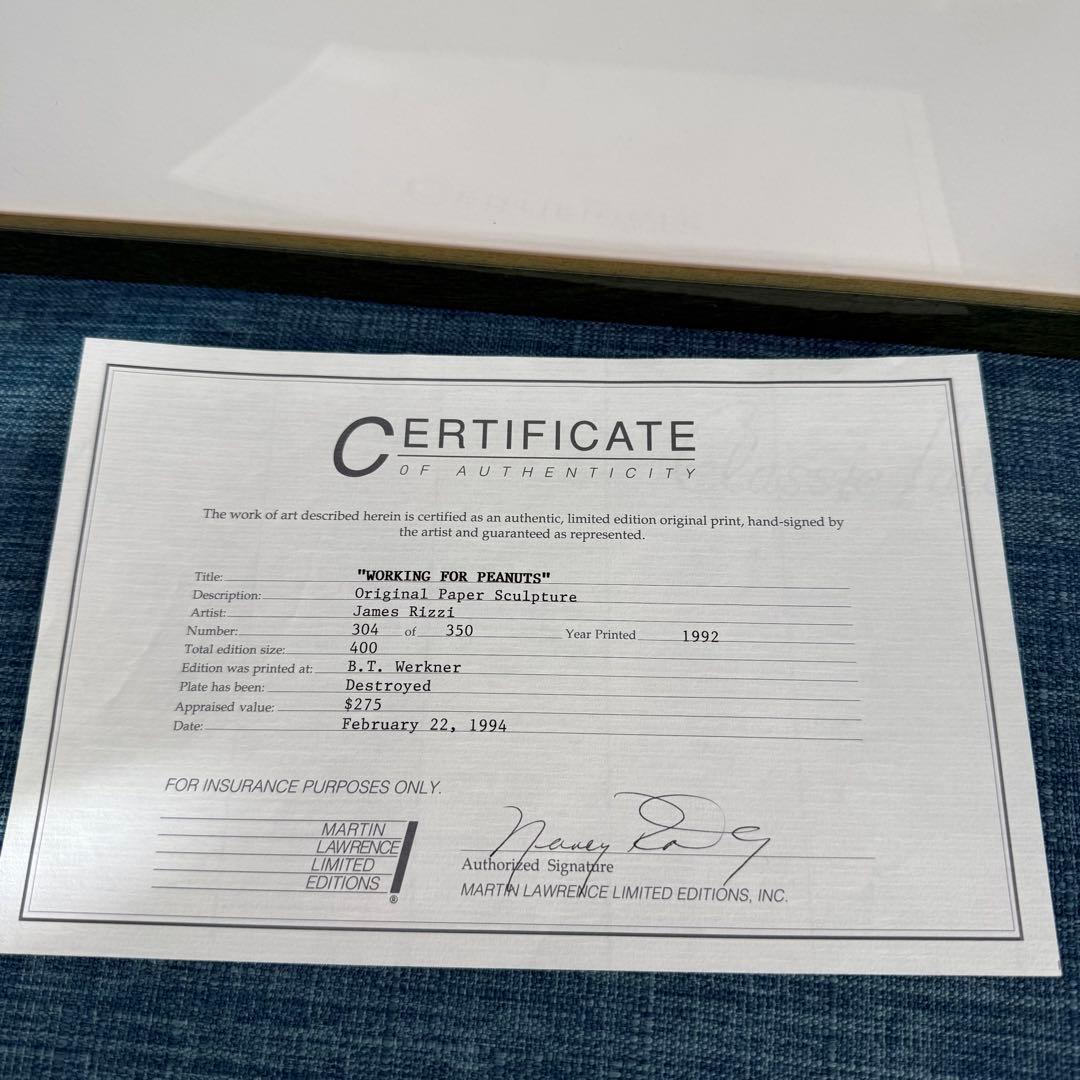 CERTIFICATE
OF AUTHENTICITY
The work of art described herein is certified as an authentic, limited edition original print, hand-signed by
the artist and guaranteed as represented.
Title: "WORKING FOR PEANUTS"
Description: Original Paper Sculpture
Artist: James Rizzi
Number: 304 of 350 Year Printed 1992
Total edition size: 400
Edition was printed at: B.T. Werkner
Plate has been: Destroyed
Appraised value: $275
Date: February 22, 1994
FOR INSURANCE PURPOSES ONLY.
MARTIN
LAWRENCE
LIMITED
EDITIONS
®
Nancy
Authorized Signature
MARTIN LAWRENCE LIMITED EDITIONS, INC.